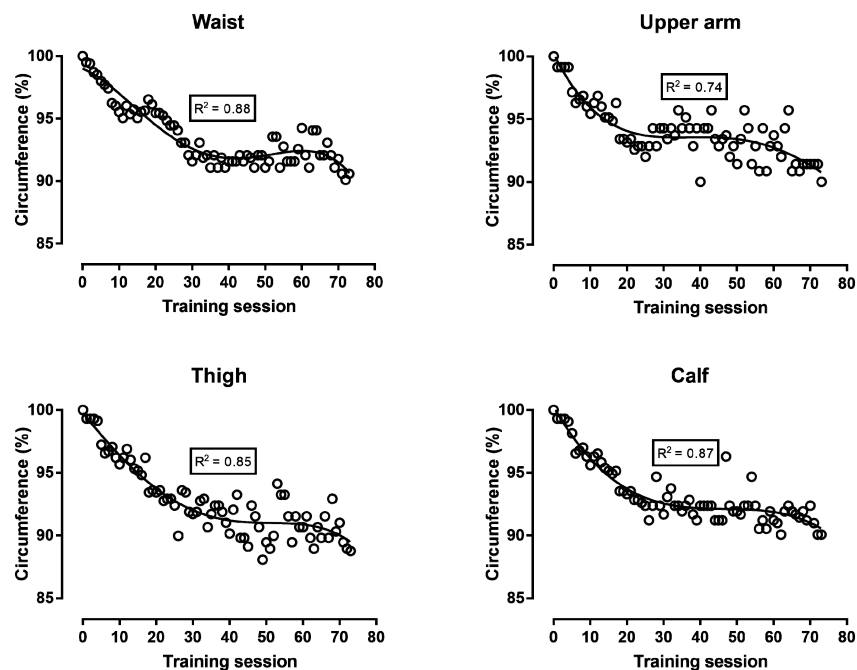 Waist
Circumference (%)
100
95
90
85
R² = 0.88
0 10 20 30 40 50 60 70 80
Training session
Upper arm
Circumference (%)
100
95
90
85
R² = 0.74
0 10 20 30 40 50 60 70 80
Training session
Thigh
Circumference (%)
100
95
90
85
R² = 0.85
0 10 20 30 40 50 60 70 80
Training session
Calf
Circumference (%)
100
95
90
85
R² = 0.87
0 10 20 30 40 50 60 70 80
Training session